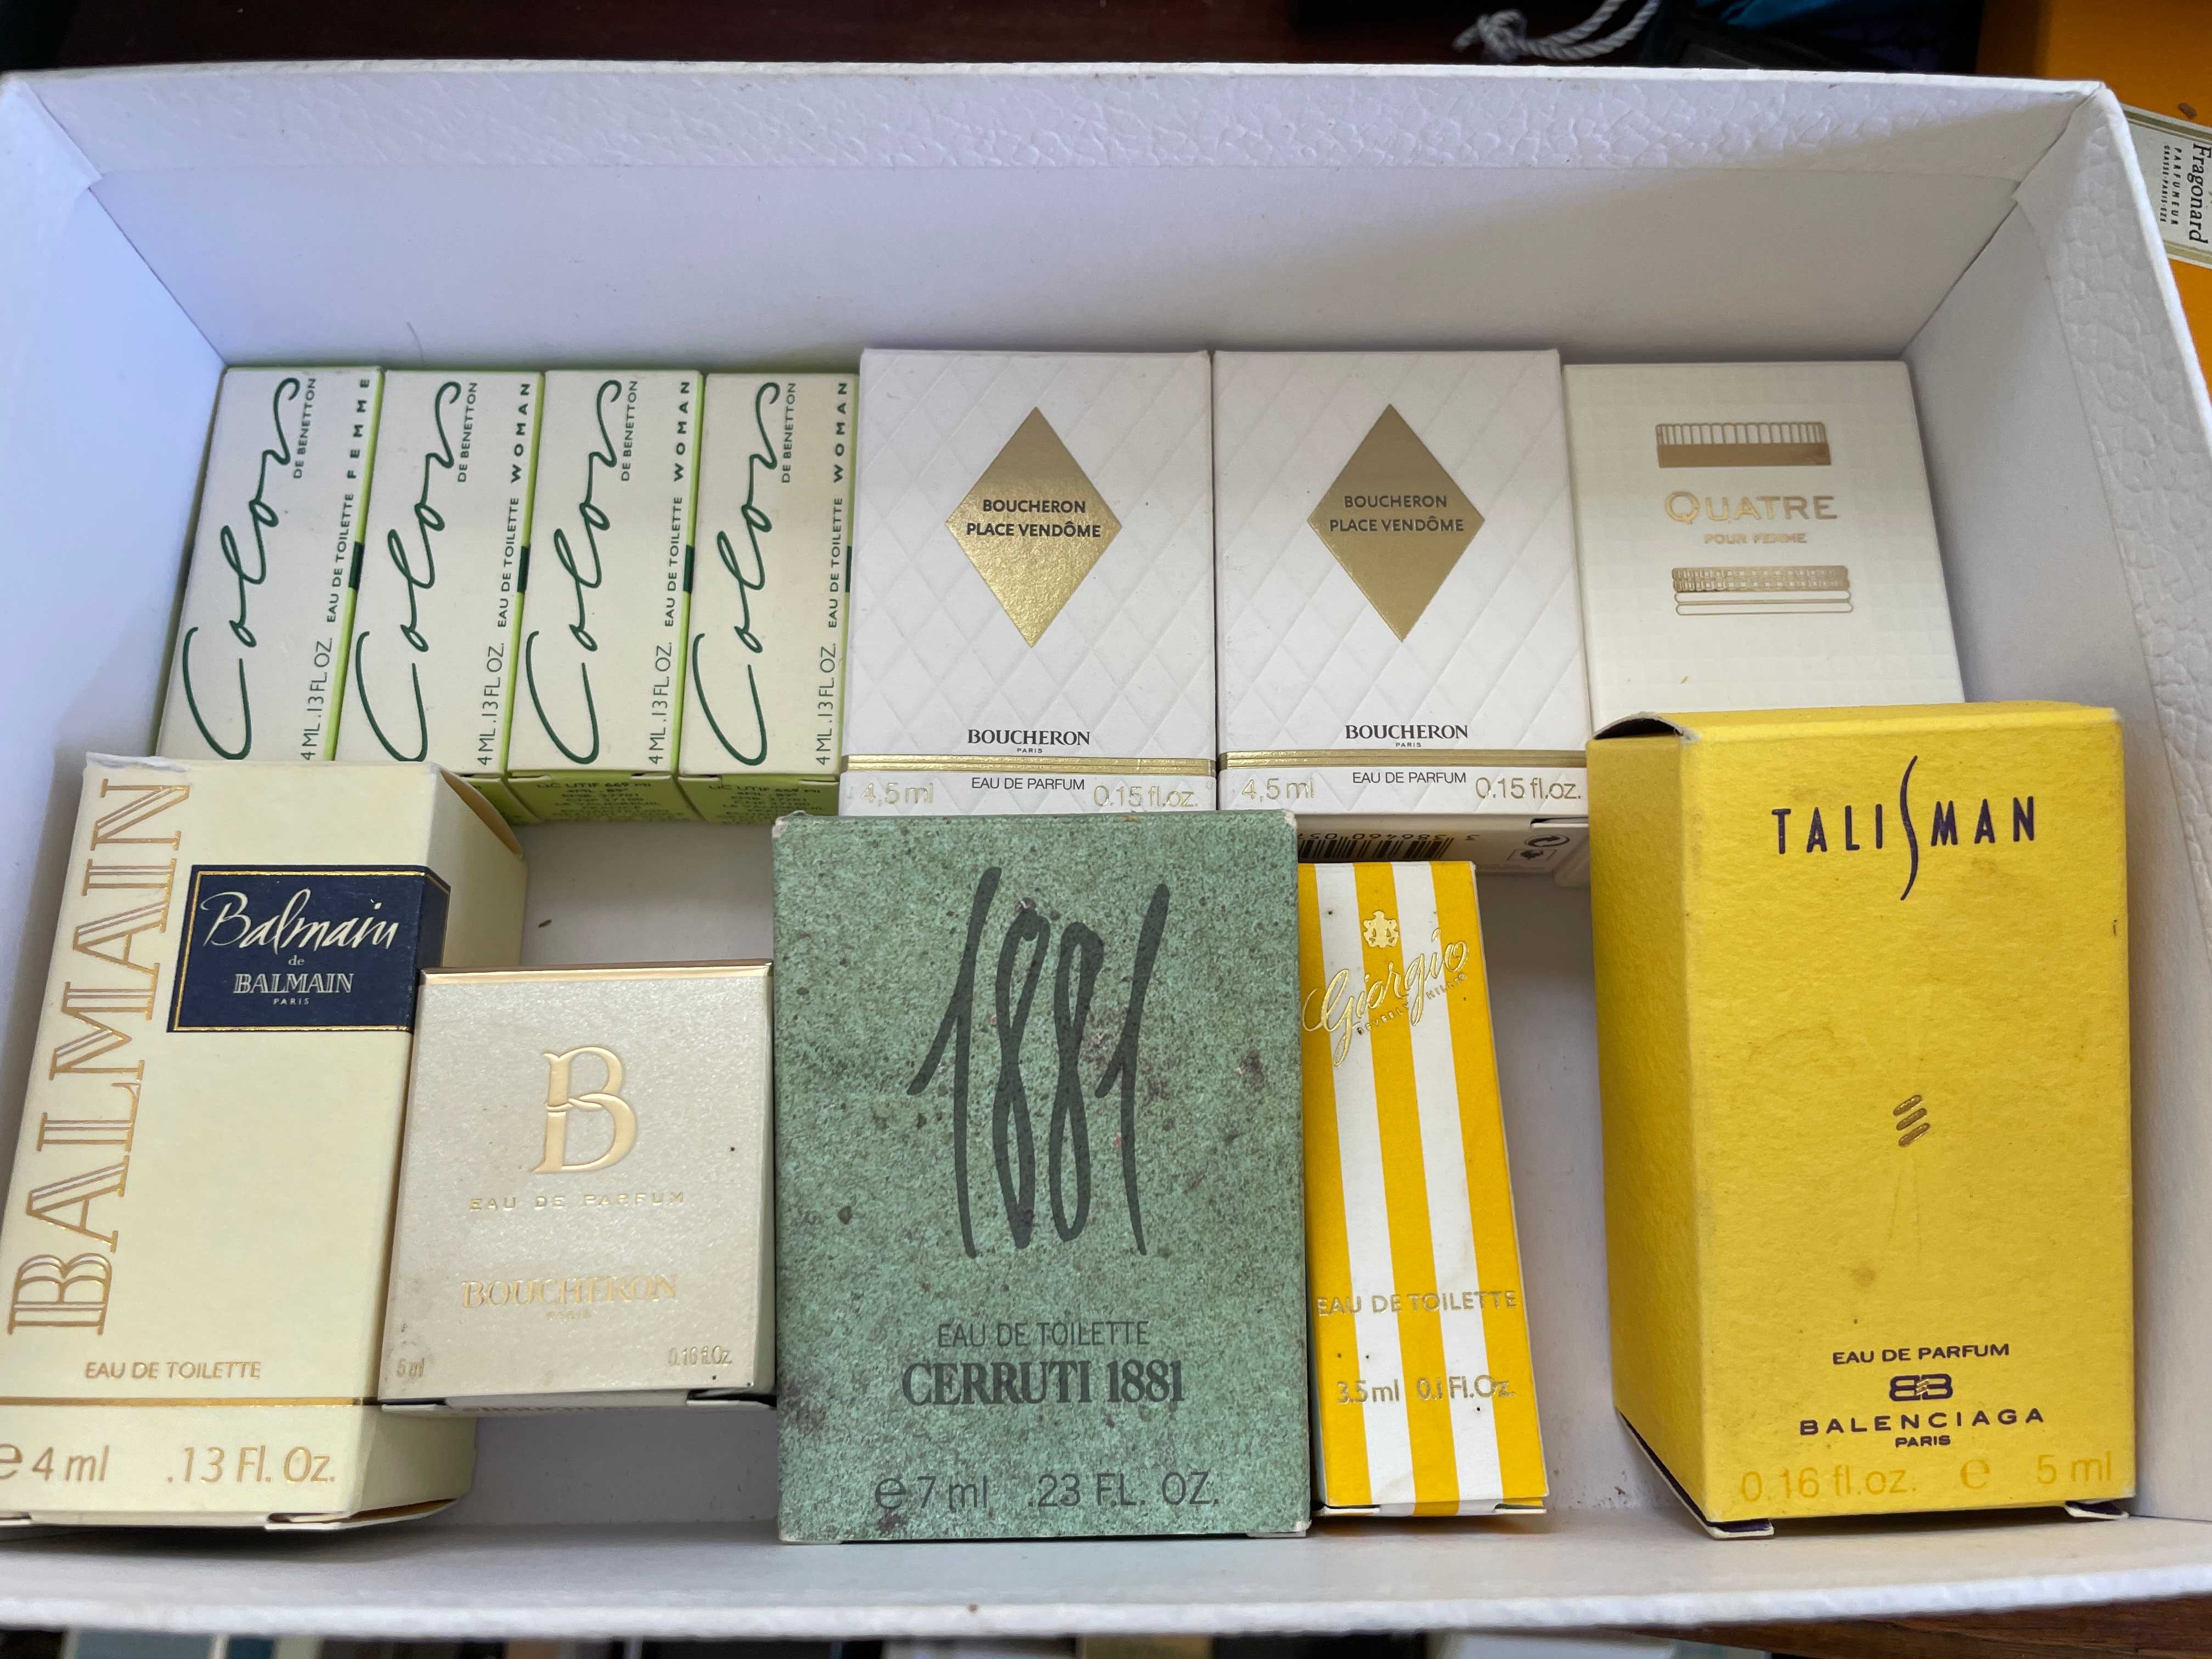 Fragonard
PARFUMEUR
GRASSE-PARIS-EZE
Colors
DE BENETTON
4 ML .13 FL. OZ. EAU DE TOILETTE FEMME
Colors
DE BENETTON
4 ML .13 FL. OZ. EAU DE TOILETTE WOMAN
Colors
DE BENETTON
4 ML .13 FL. OZ. EAU DE TOILETTE WOMAN
Colors
DE BENETTON
4 ML .13 FL. OZ. EAU DE TOILETTE WOMAN
BOUCHERON
PLACE VENDÔME
BOUCHERON
PARIS
EAU DE PARFUM
4,5 ml 0.15 fl.oz.
BOUCHERON
PLACE VENDÔME
BOUCHERON
PARIS
EAU DE PARFUM
4,5 ml 0.15 fl.oz.
QUATRE
POUR FEMME
BALMAIN
Balmain
de
BALMAIN
PARIS
EAU DE TOILETTE
e 4 ml .13 Fl. Oz.
B
EAU DE PARFUM
BOUCHERON
PARIS
5 ml 0.16 fl.Oz.
1881
EAU DE TOILETTE
CERRUTI 1881
e 7 ml .23 FL. OZ.
Giorgio
BEVERLY HILLS
EAU DE TOILETTE
3.5 ml 0.1 Fl.Oz.
TALISMAN
EAU DE PARFUM
BB
BALENCIAGA
PARIS
0.16 fl.oz. e 5 ml